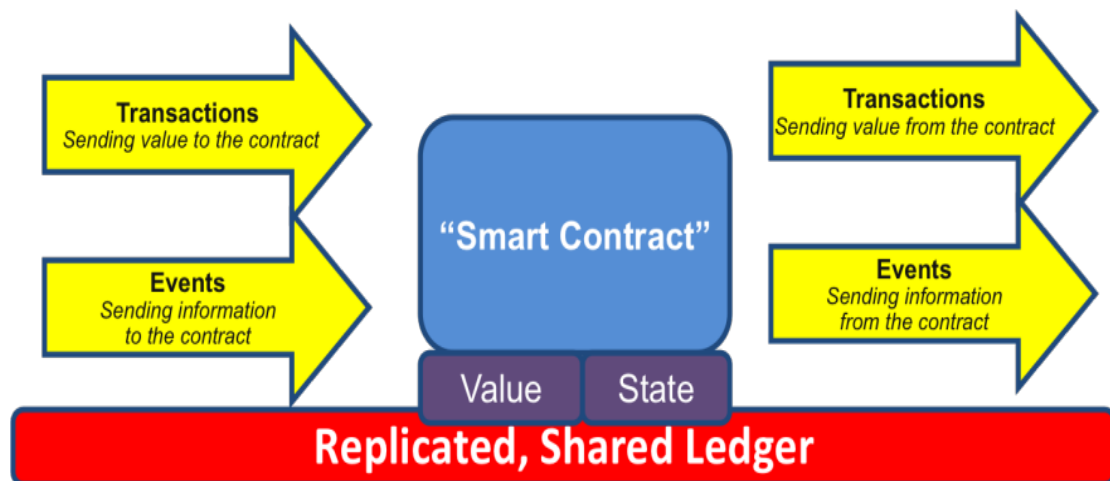 Transactions
Sending value to the contract
Events
Sending information
to the contract
“Smart Contract”
Value
State
Transactions
Sending value from the contract
Events
Sending information
from the contract
Replicated, Shared Ledger